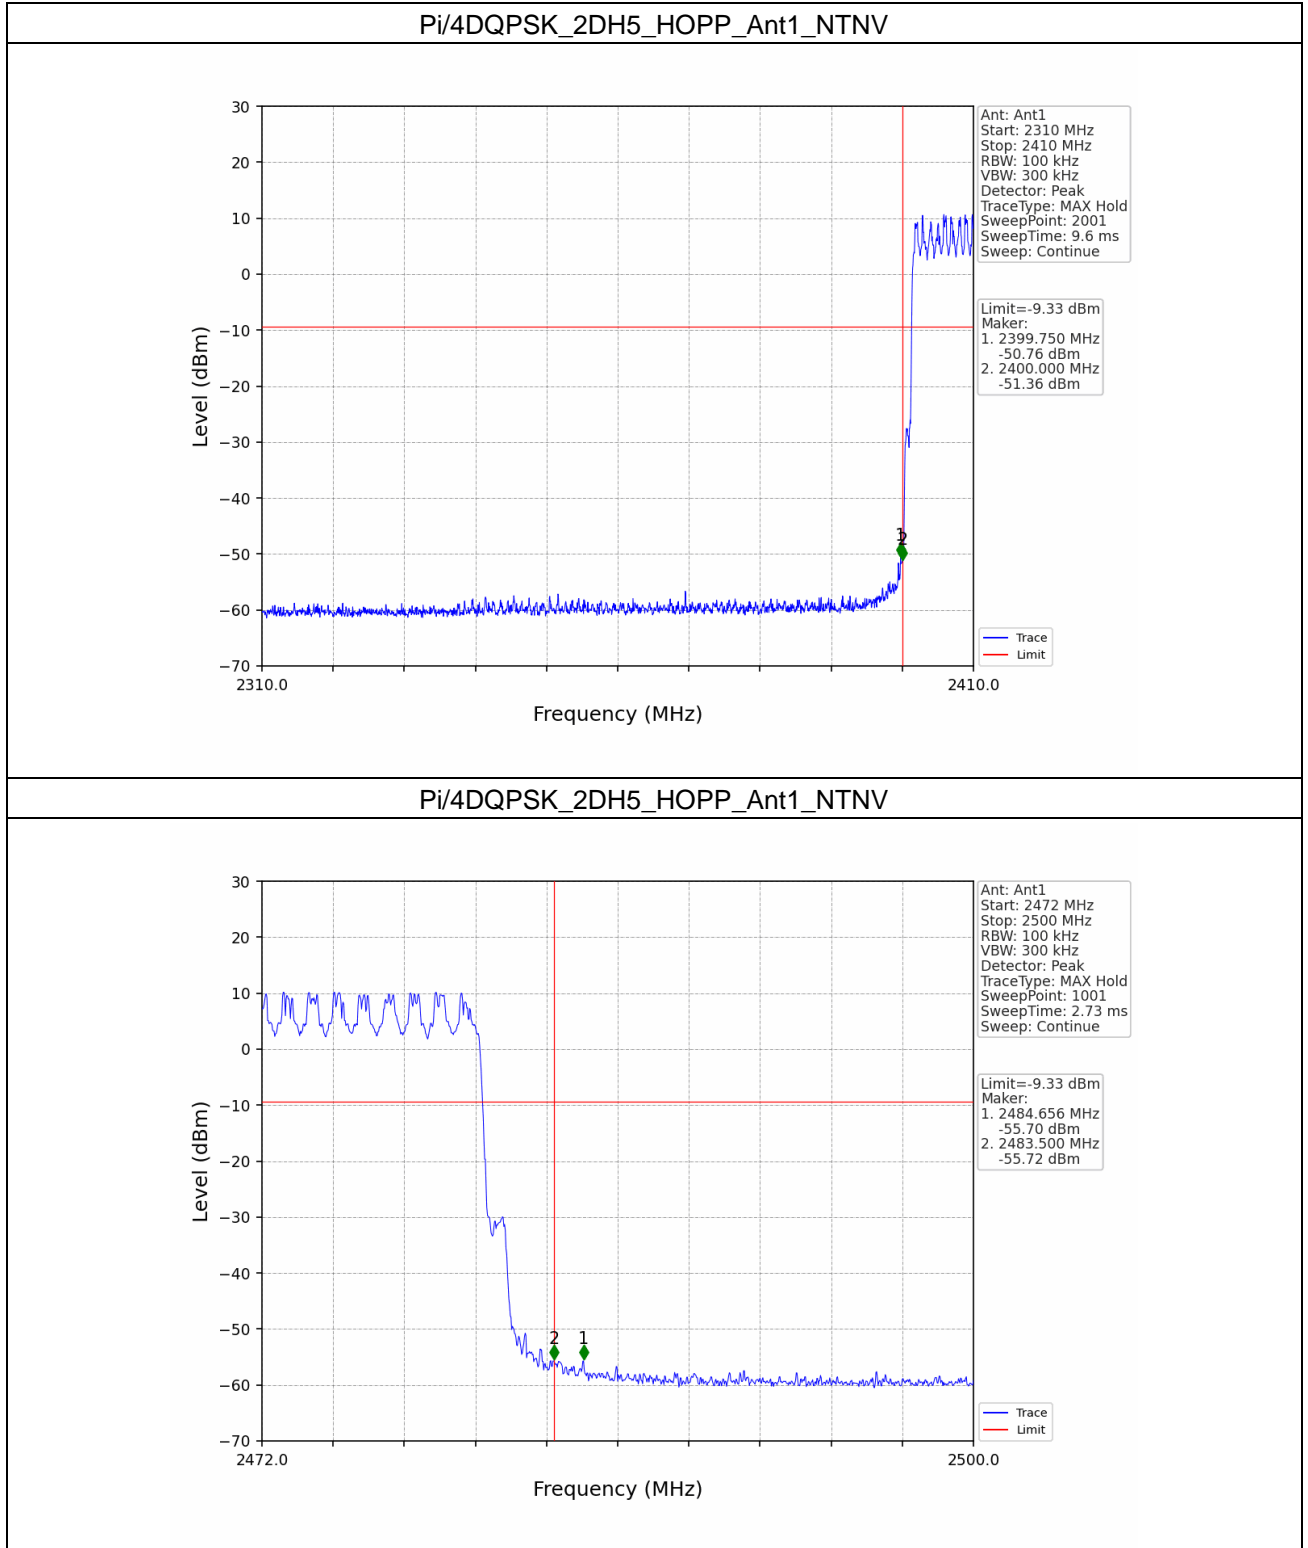 Pi/4DQPSK_2DH5_HOPP_Ant1_NTNV
30
20
10
0
−10
−20
−30
−40
−50
−60
−70
Level (dBm)
2310.0
2410.0
Frequency (MHz)
1
2
Ant: Ant1
Start: 2310 MHz
Stop: 2410 MHz
RBW: 100 kHz
VBW: 300 kHz
Detector: Peak
TraceType: MAX Hold
SweepPoint: 2001
SweepTime: 9.6 ms
Sweep: Continue
Limit=-9.33 dBm
Maker:
1. 2399.750 MHz
-50.76 dBm
2. 2400.000 MHz
-51.36 dBm
Trace
Limit
Pi/4DQPSK_2DH5_HOPP_Ant1_NTNV
30
20
10
0
−10
−20
−30
−40
−50
−60
−70
Level (dBm)
2472.0
2500.0
Frequency (MHz)
2
1
Ant: Ant1
Start: 2472 MHz
Stop: 2500 MHz
RBW: 100 kHz
VBW: 300 kHz
Detector: Peak
TraceType: MAX Hold
SweepPoint: 1001
SweepTime: 2.73 ms
Sweep: Continue
Limit=-9.33 dBm
Maker:
1. 2484.656 MHz
-55.70 dBm
2. 2483.500 MHz
-55.72 dBm
Trace
Limit